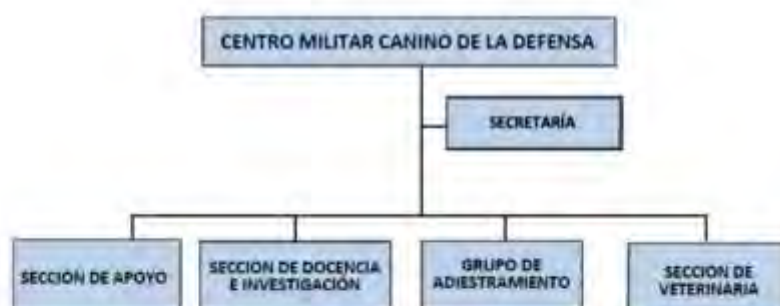 CENTRO MILITAR CANINO DE LA DEFENSA
SECRETARÍA
SECCIÓN DE APOYO
SECCIÓN DE DOCENCIA
E INVESTIGACIÓN
GRUPO DE
ADIESTRAMIENTO
SECCIÓN DE
VETERINARIA